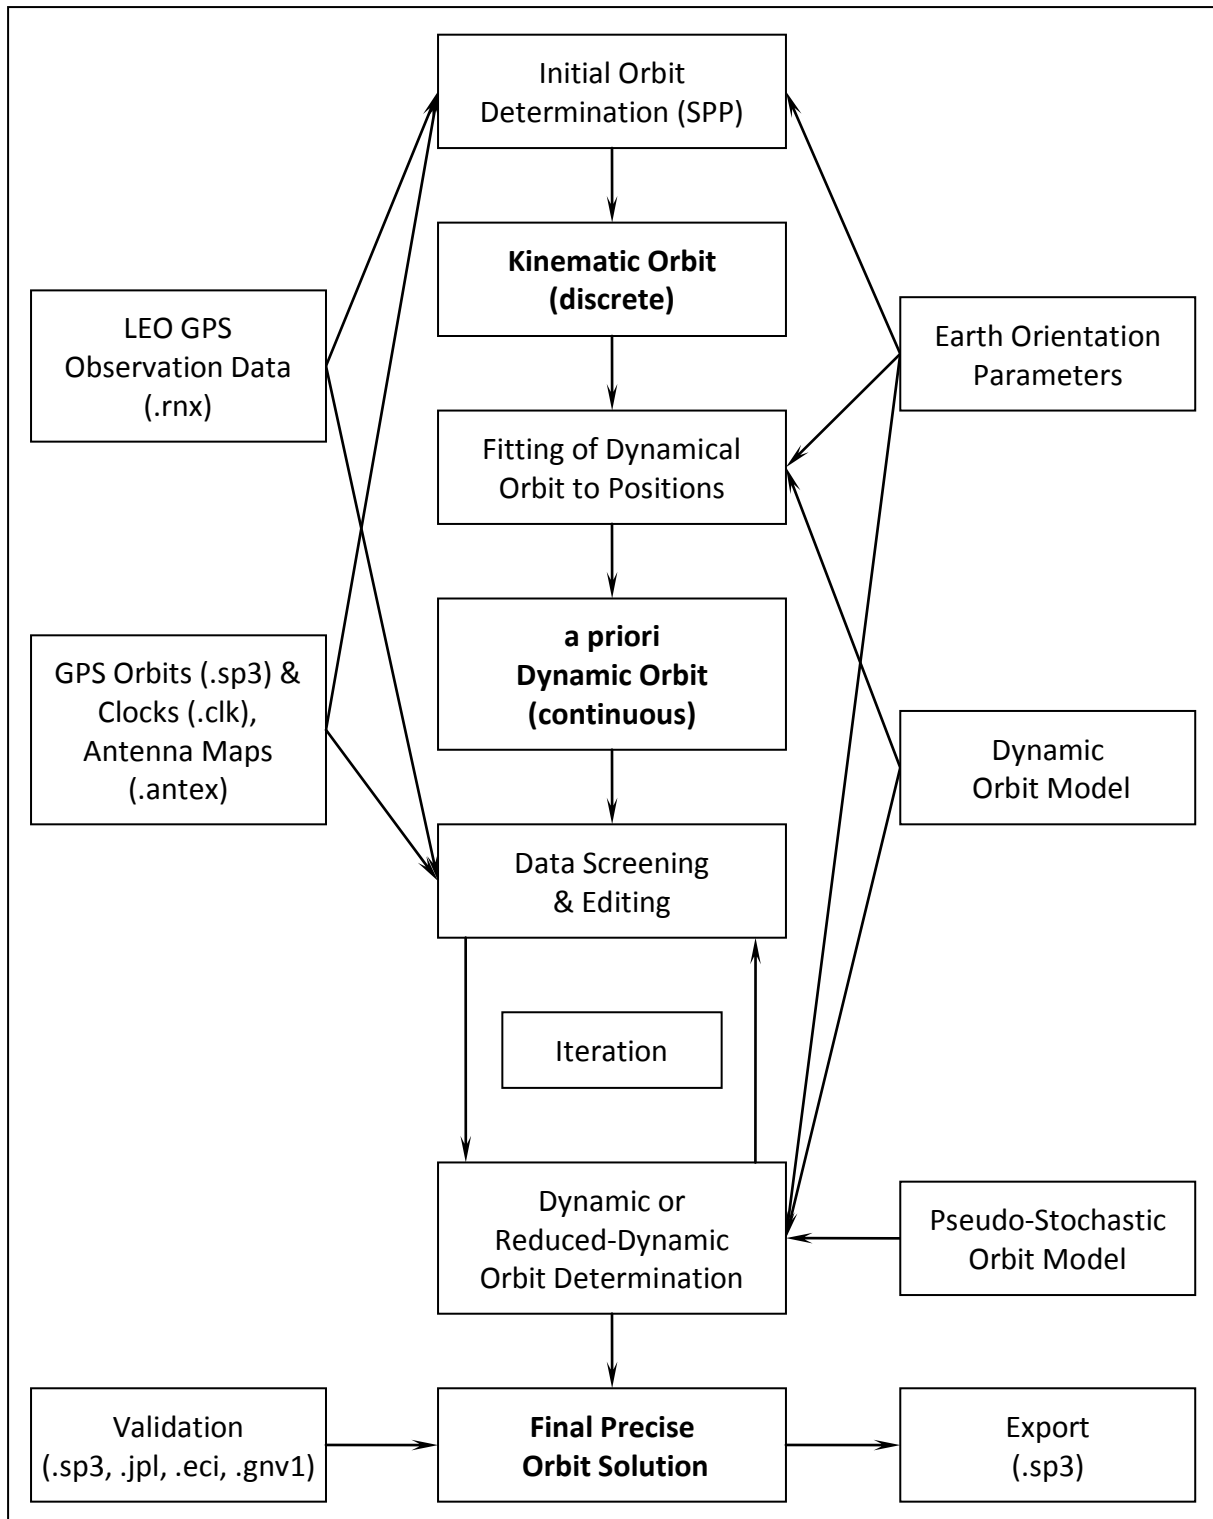 Initial Orbit
Determination (SPP)
Kinematic Orbit
(discrete)
LEO GPS
Observation Data
(.rnx)
Earth Orientation
Parameters
Fitting of Dynamical
Orbit to Positions
a priori
Dynamic Orbit
(continuous)
GPS Orbits (.sp3) &
Clocks (.clk),
Antenna Maps
(.antex)
Dynamic
Orbit Model
Data Screening
& Editing
Iteration
Dynamic or
Reduced-Dynamic
Orbit Determination
Pseudo-Stochastic
Orbit Model
Validation
(.sp3, .jpl, .eci, .gnv1)
Final Precise
Orbit Solution
Export
(.sp3)